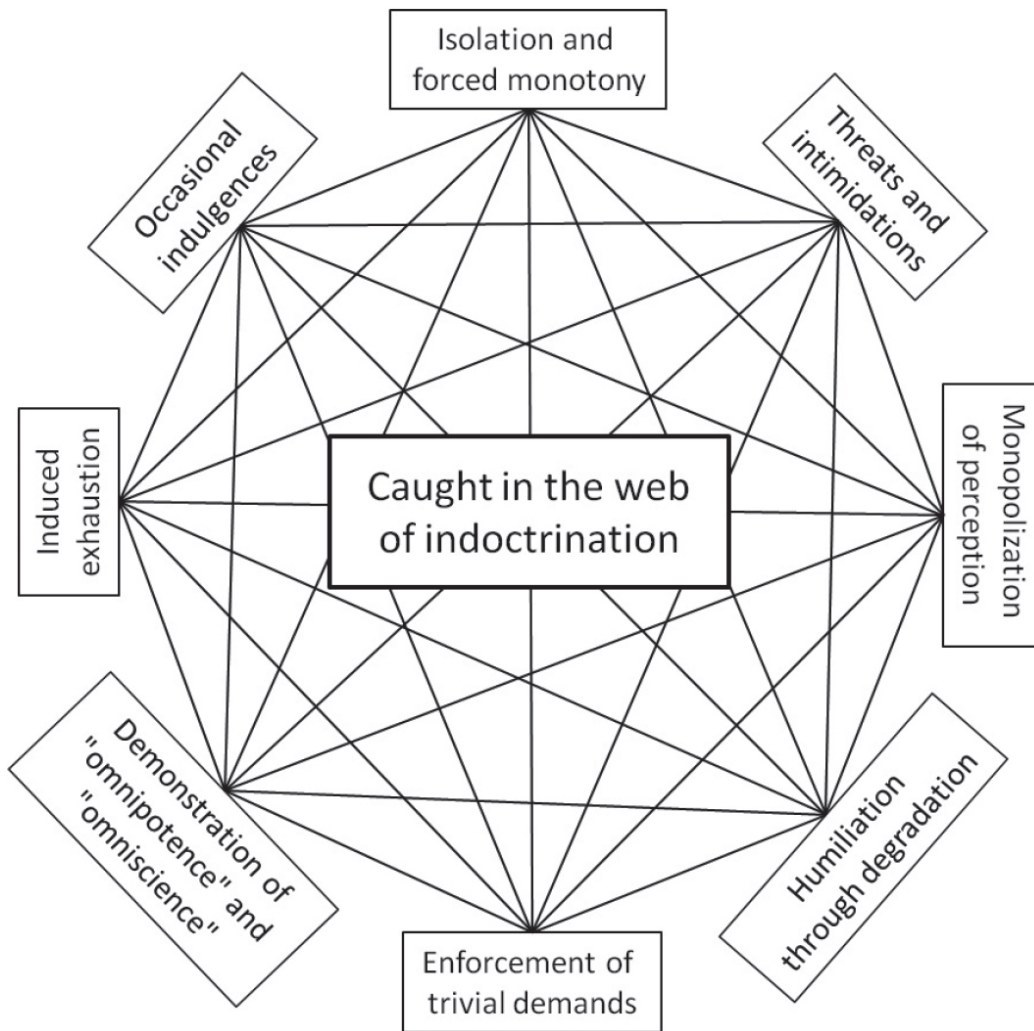 Isolation and
forced monotony
Threats and
intimidations
Monopolization
of perception
Humiliation
through degradation
Enforcement of
trivial demands
Demonstration of
"omnipotence" and
"omniscience"
Induced
exhaustion
Occasional
indulgences
Caught in the web
of indoctrination